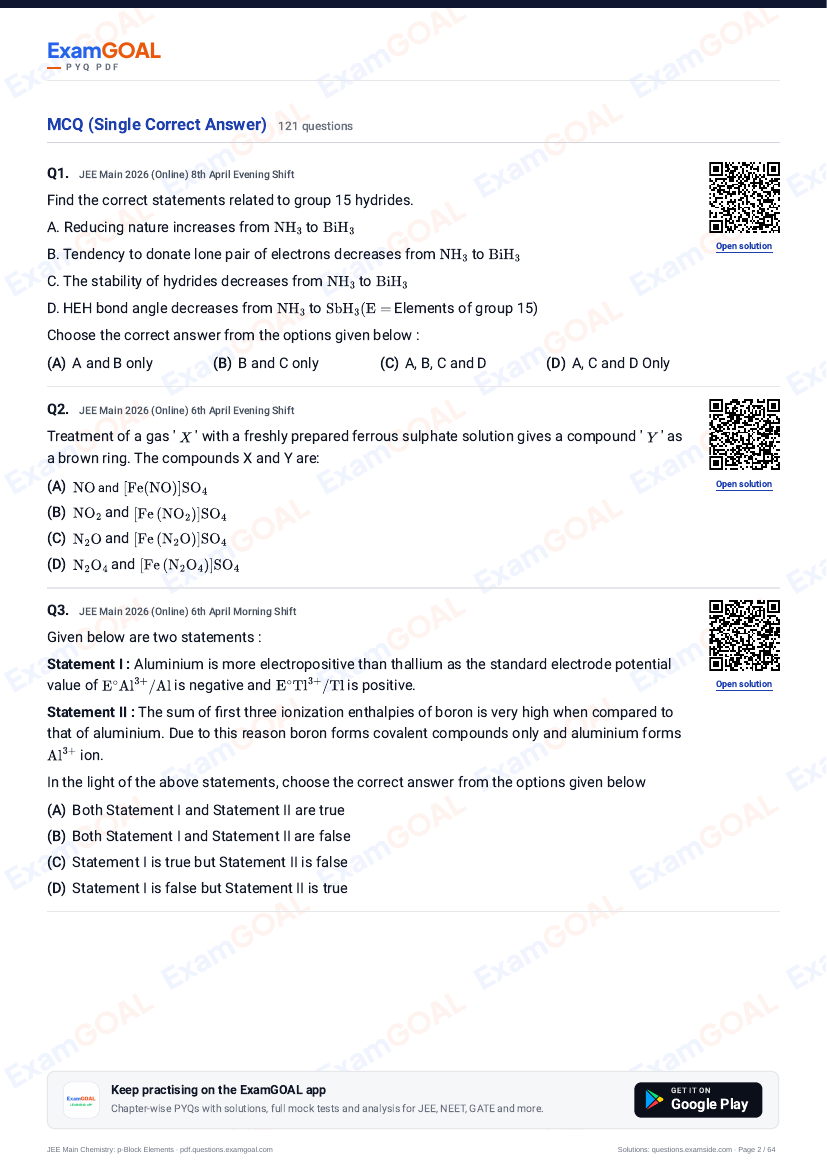 ExamGOAL
PYQ PDF
MCQ (Single Correct Answer) 121 questions
Q1. JEE Main 2026 (Online) 8th April Evening Shift
Find the correct statements related to group 15 hydrides.
A. Reducing nature increases from NH₃ to BiH₃
B. Tendency to donate lone pair of electrons decreases from NH₃ to BiH₃
C. The stability of hydrides decreases from NH₃ to BiH₃
D. HEH bond angle decreases from NH₃ to SbH₃(E = Elements of group 15)
Choose the correct answer from the options given below :
(A) A and B only (B) B and C only (C) A, B, C and D (D) A, C and D Only
Open solution
Q2. JEE Main 2026 (Online) 6th April Evening Shift
Treatment of a gas ' X ' with a freshly prepared ferrous sulphate solution gives a compound ' Y ' as
a brown ring. The compounds X and Y are:
(A) NO and [Fe(NO)]SO₄
(B) NO₂ and [Fe (NO₂)]SO₄
(C) N₂O and [Fe (N₂O)]SO₄
(D) N₂O₄ and [Fe (N₂O₄)]SO₄
Open solution
Q3. JEE Main 2026 (Online) 6th April Morning Shift
Given below are two statements :
Statement I : Aluminium is more electropositive than thallium as the standard electrode potential
value of E°Al³⁺/Al is negative and E°Tl³⁺/Tl is positive.
Statement II : The sum of first three ionization enthalpies of boron is very high when compared to
that of aluminium. Due to this reason boron forms covalent compounds only and aluminium forms
Al³⁺ ion.
In the light of the above statements, choose the correct answer from the options given below
(A) Both Statement I and Statement II are true
(B) Both Statement I and Statement II are false
(C) Statement I is true but Statement II is false
(D) Statement I is false but Statement II is true
Open solution
ExamGOAL
Keep practising on the ExamGOAL app
Chapter-wise PYQs with solutions, full mock tests and analysis for JEE, NEET, GATE and more.
GET IT ON
Google Play
JEE Main Chemistry: p-Block Elements · pdf.questions.examgoal.com
Solutions: questions.examside.com · Page 2 / 64